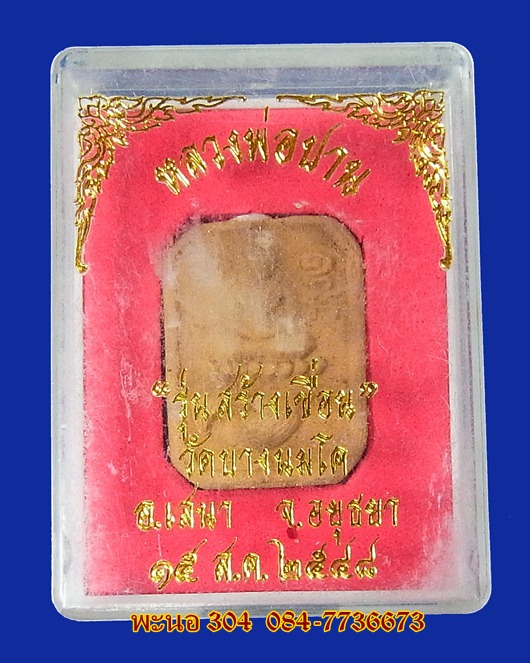 หลวงพ่อปาน
“รุ่นสร้างเขื่อน”
วัดบางนมโค
อ.เสนา จ.อยุธยา
๑๕ ส.ค. ๒๕๔๘
พะนอ 304 084-7736673